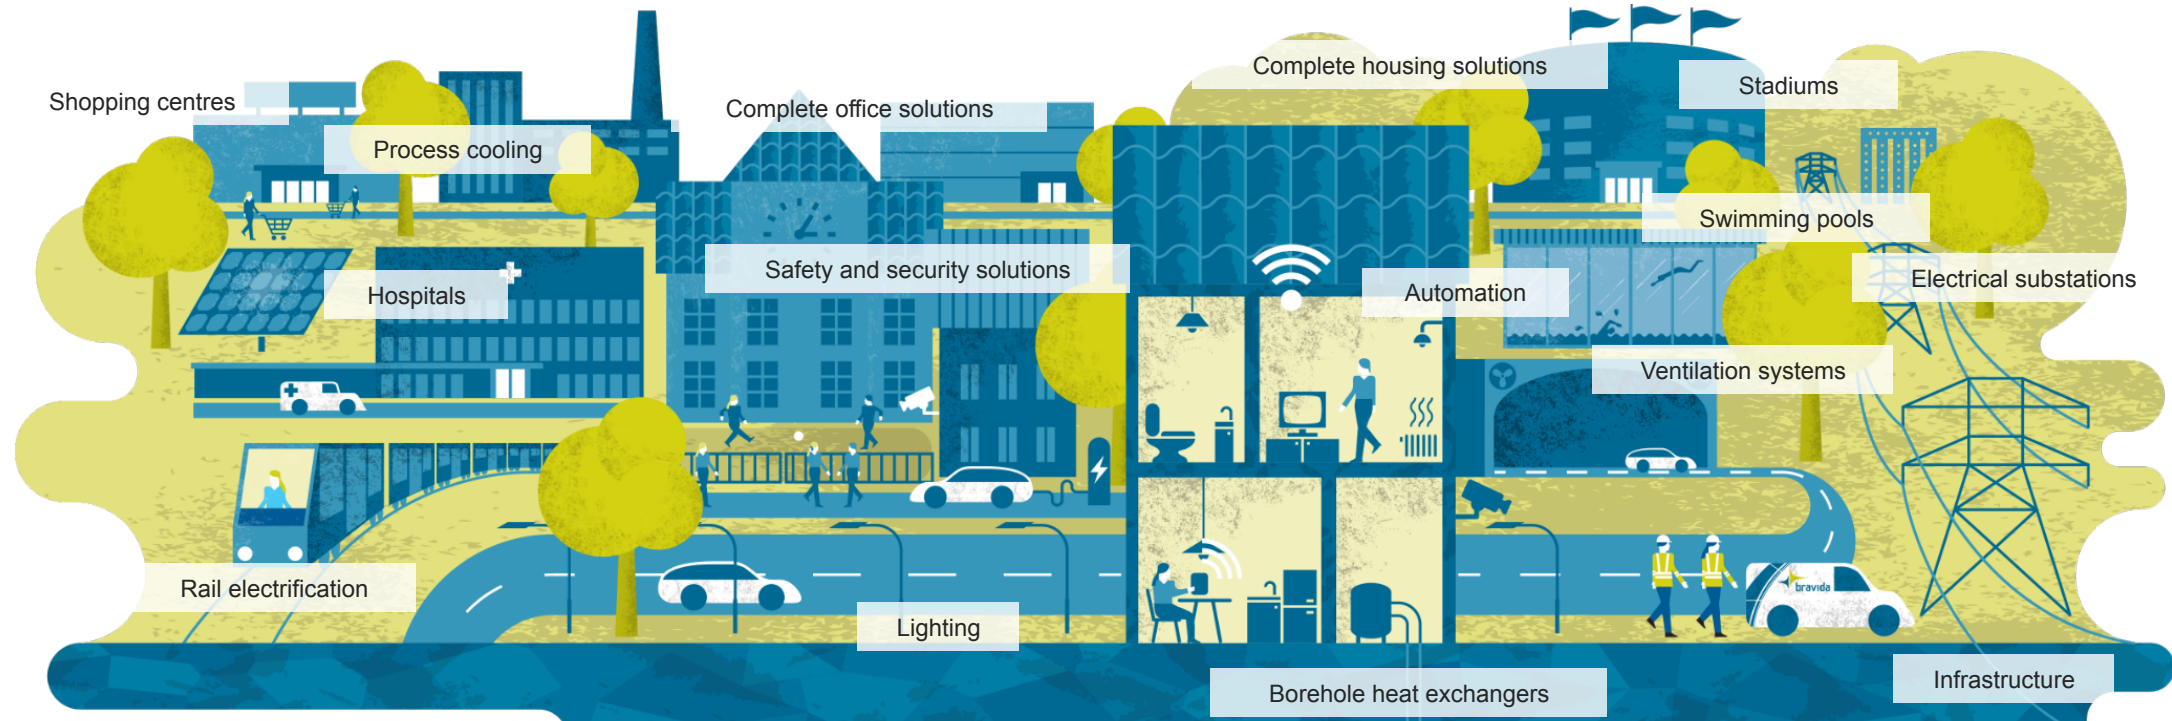 Complete housing solutions
Stadiums
Shopping centres
Complete office solutions
Process cooling
Swimming pools
Safety and security solutions
Electrical substations
Hospitals
Automation
Ventilation systems
Rail electrification
bravida
Lighting
Infrastructure
Borehole heat exchangers